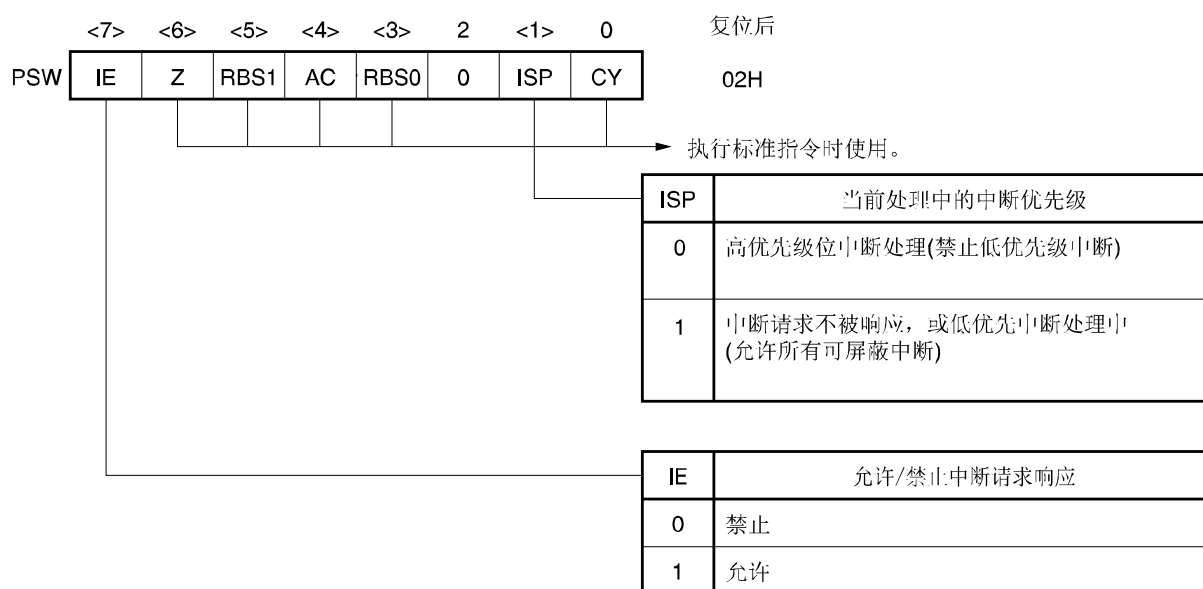 <7> <6> <5> <4> <3> 2 <1> 0 复位后
PSW IE Z RBS1 AC RBS0 0 ISP CY 02H
执行标准指令时使用。
ISP 当前处理中的中断优先级
0 高优先级位中断处理(禁止低优先级中断)
1 中断请求不被响应，或低优先中断处理中
(允许所有可屏蔽中断)
IE 允许/禁止中断请求响应
0 禁止
1 允许